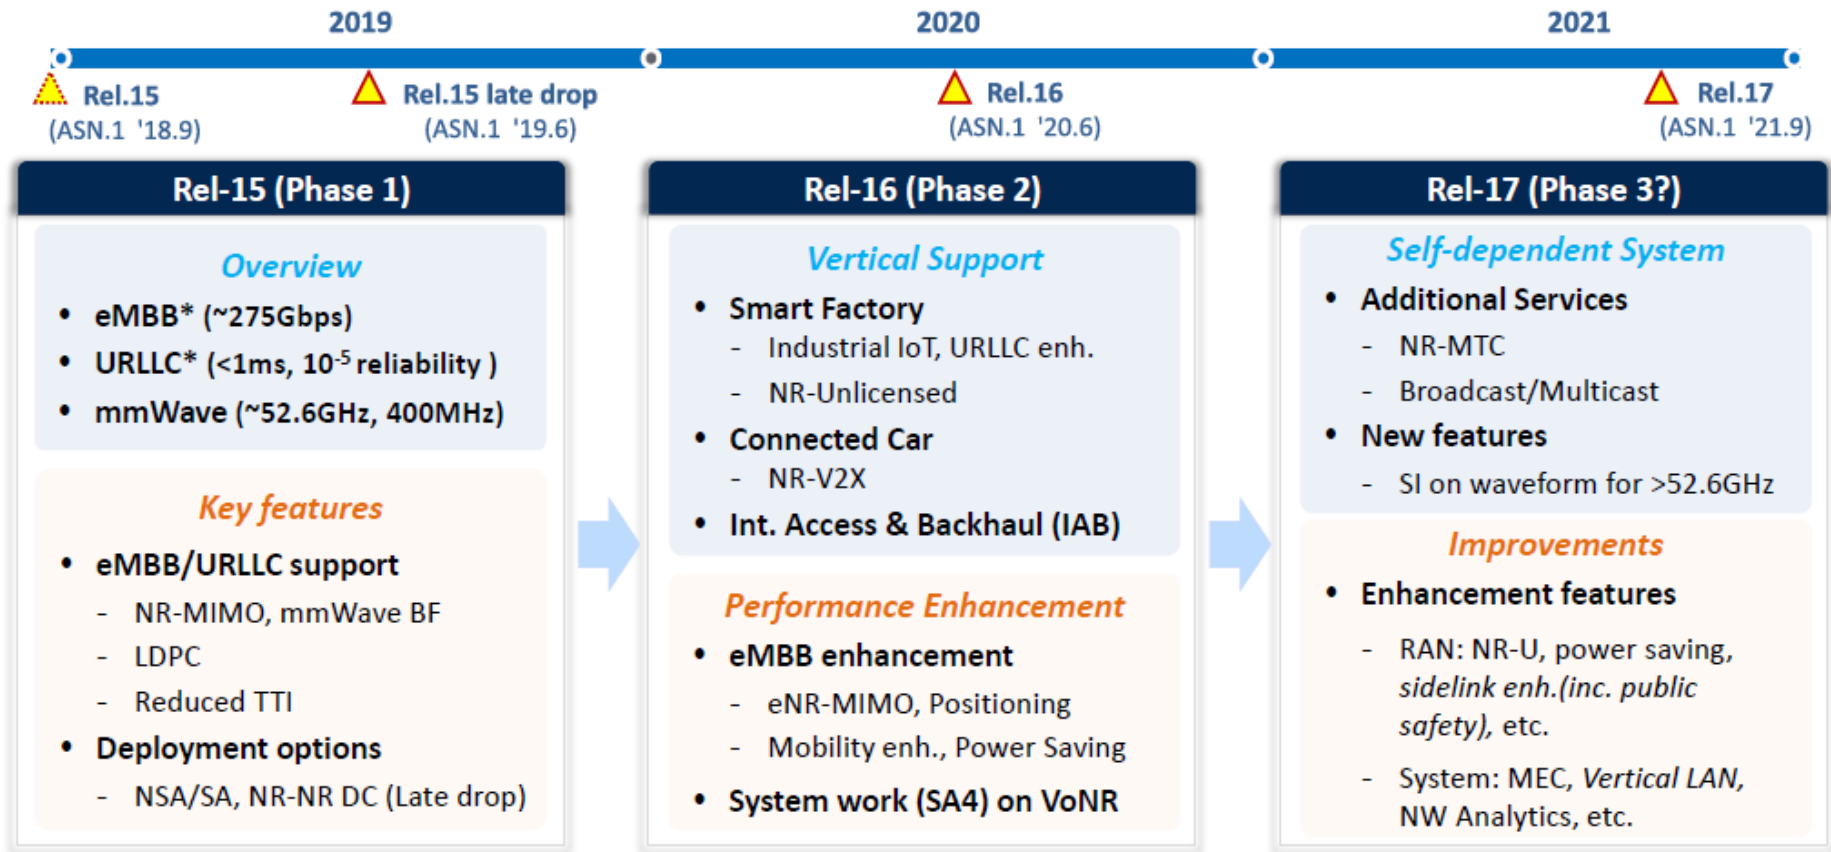 2019
2020
2021
Rel.15
(ASN.1 '18.9)
Rel.15 late drop
(ASN.1 '19.6)
Rel.16
(ASN.1 '20.6)
Rel.17
(ASN.1 '21.9)
Rel-15 (Phase 1)
Overview
• eMBB* (~275Gbps)
• URLLC* (<1ms, 10⁻⁵ reliability )
• mmWave (~52.6GHz, 400MHz)
Key features
• eMBB/URLLC support
- NR-MIMO, mmWave BF
- LDPC
- Reduced TTI
• Deployment options
- NSA/SA, NR-NR DC (Late drop)
Rel-16 (Phase 2)
Vertical Support
• Smart Factory
- Industrial IoT, URLLC enh.
- NR-Unlicensed
• Connected Car
- NR-V2X
• Int. Access & Backhaul (IAB)
Performance Enhancement
• eMBB enhancement
- eNR-MIMO, Positioning
- Mobility enh., Power Saving
• System work (SA4) on VoNR
Rel-17 (Phase 3?)
Self-dependent System
• Additional Services
- NR-MTC
- Broadcast/Multicast
• New features
- SI on waveform for >52.6GHz
Improvements
• Enhancement features
- RAN: NR-U, power saving,
sidelink enh.(inc. public
safety), etc.
- System: MEC, Vertical LAN,
NW Analytics, etc.